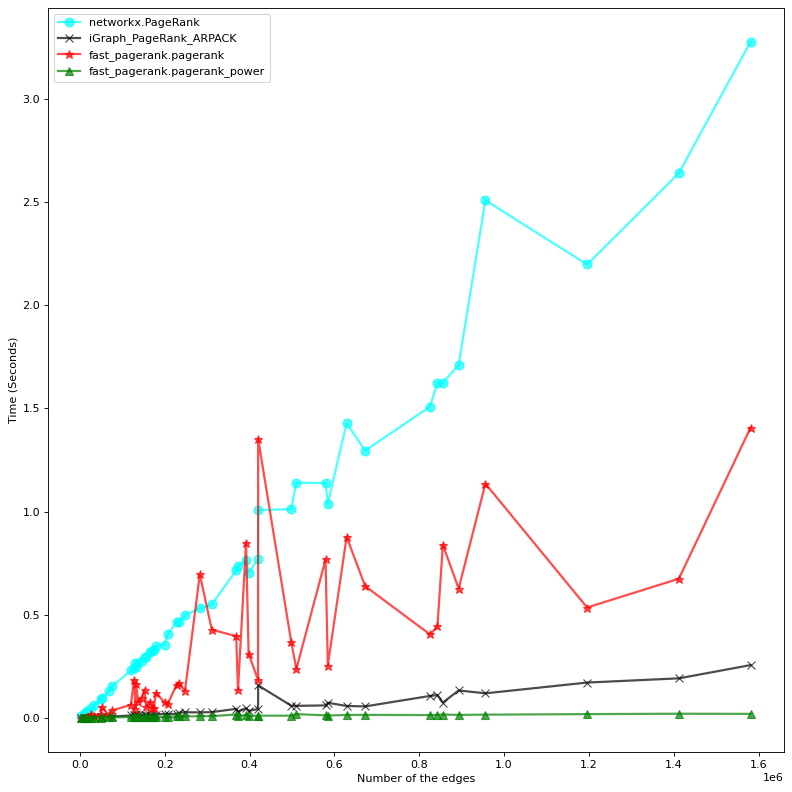 networkx.PageRank
iGraph_PageRank_ARPACK
fast_pagerank.pagerank
fast_pagerank.pagerank_power
3.0
2.5
2.0
1.5
1.0
0.5
0.0
Time (Seconds)
0.0 0.2 0.4 0.6 0.8 1.0 1.2 1.4 1.6
1e6
Number of the edges